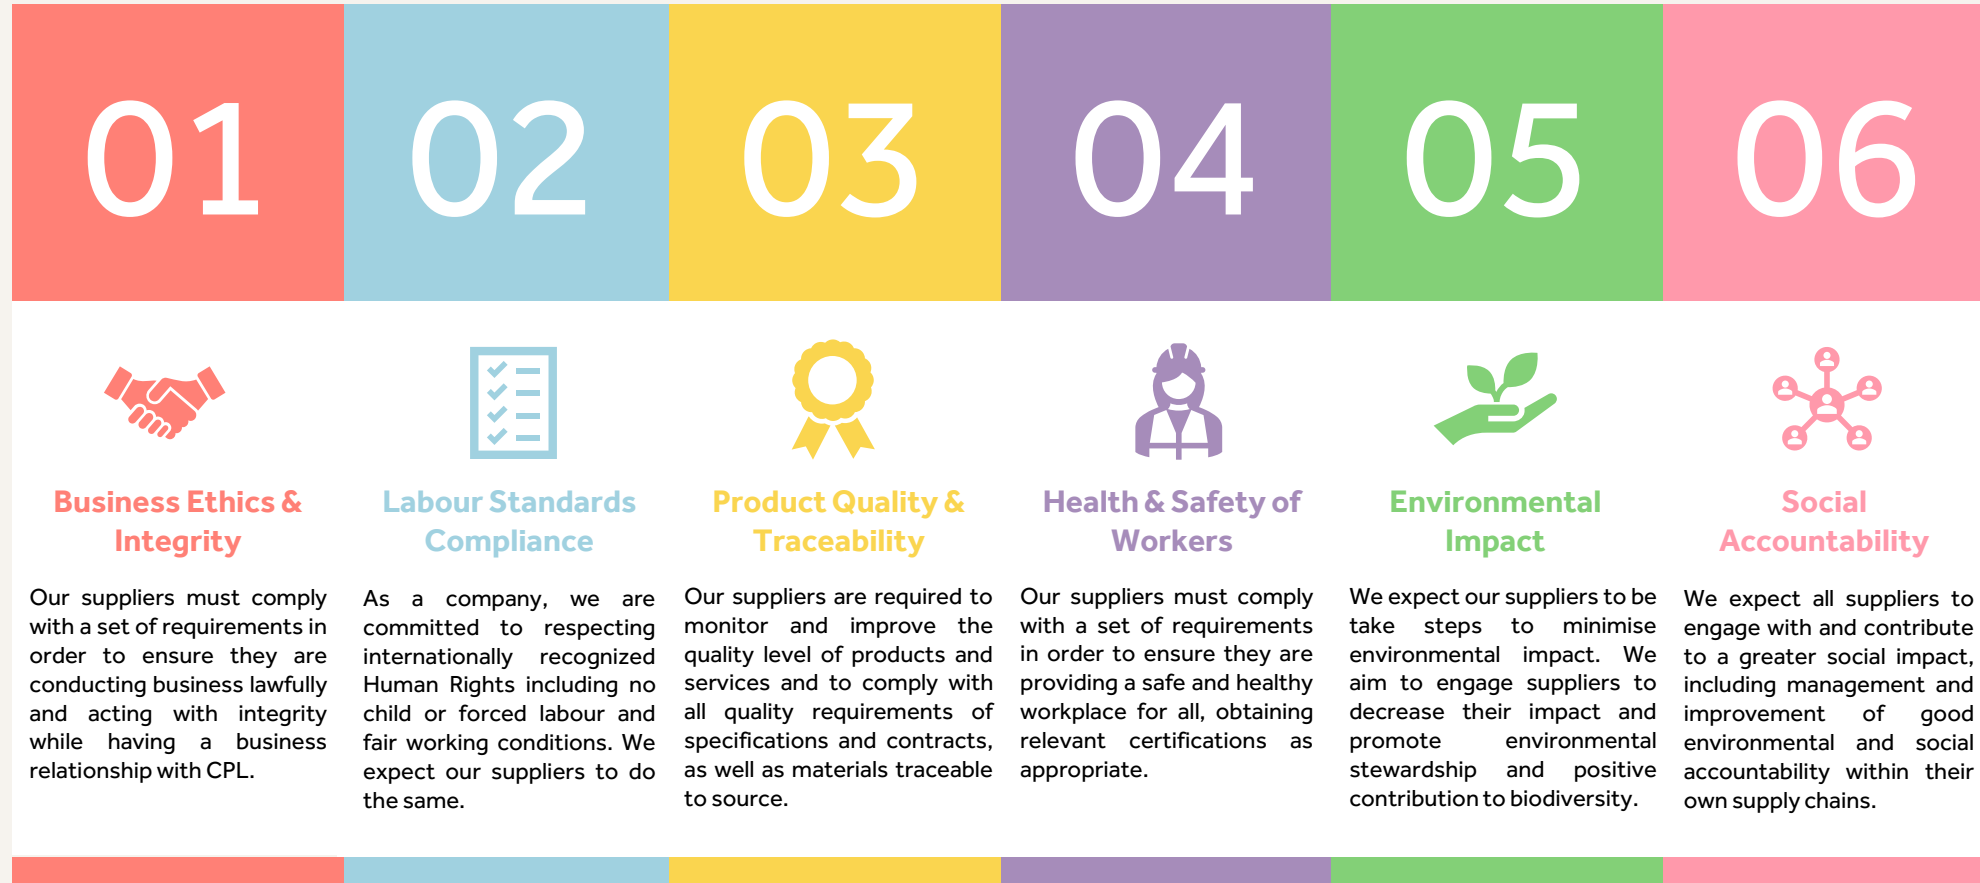 01
02
03
04
05
06
Business Ethics &
Integrity
Our suppliers must comply
with a set of requirements in
order to ensure they are
conducting business lawfully
and acting with integrity
while having a business
relationship with CPL.
Labour Standards
Compliance
As a company, we are
committed to respecting
internationally recognized
Human Rights including no
child or forced labour and
fair working conditions. We
expect our suppliers to do
the same.
Product Quality &
Traceability
Our suppliers are required to
monitor and improve the
quality level of products and
services and to comply with
all quality requirements of
specifications and contracts,
as well as materials traceable
to source.
Health & Safety of
Workers
Our suppliers must comply
with a set of requirements
in order to ensure they are
providing a safe and healthy
workplace for all, obtaining
relevant certifications as
appropriate.
Environmental
Impact
We expect our suppliers to be
take steps to minimise
environmental impact. We
aim to engage suppliers to
decrease their impact and
promote environmental
stewardship and positive
contribution to biodiversity.
Social
Accountability
We expect all suppliers to
engage with and contribute
to a greater social impact,
including management and
improvement of good
environmental and social
accountability within their
own supply chains.